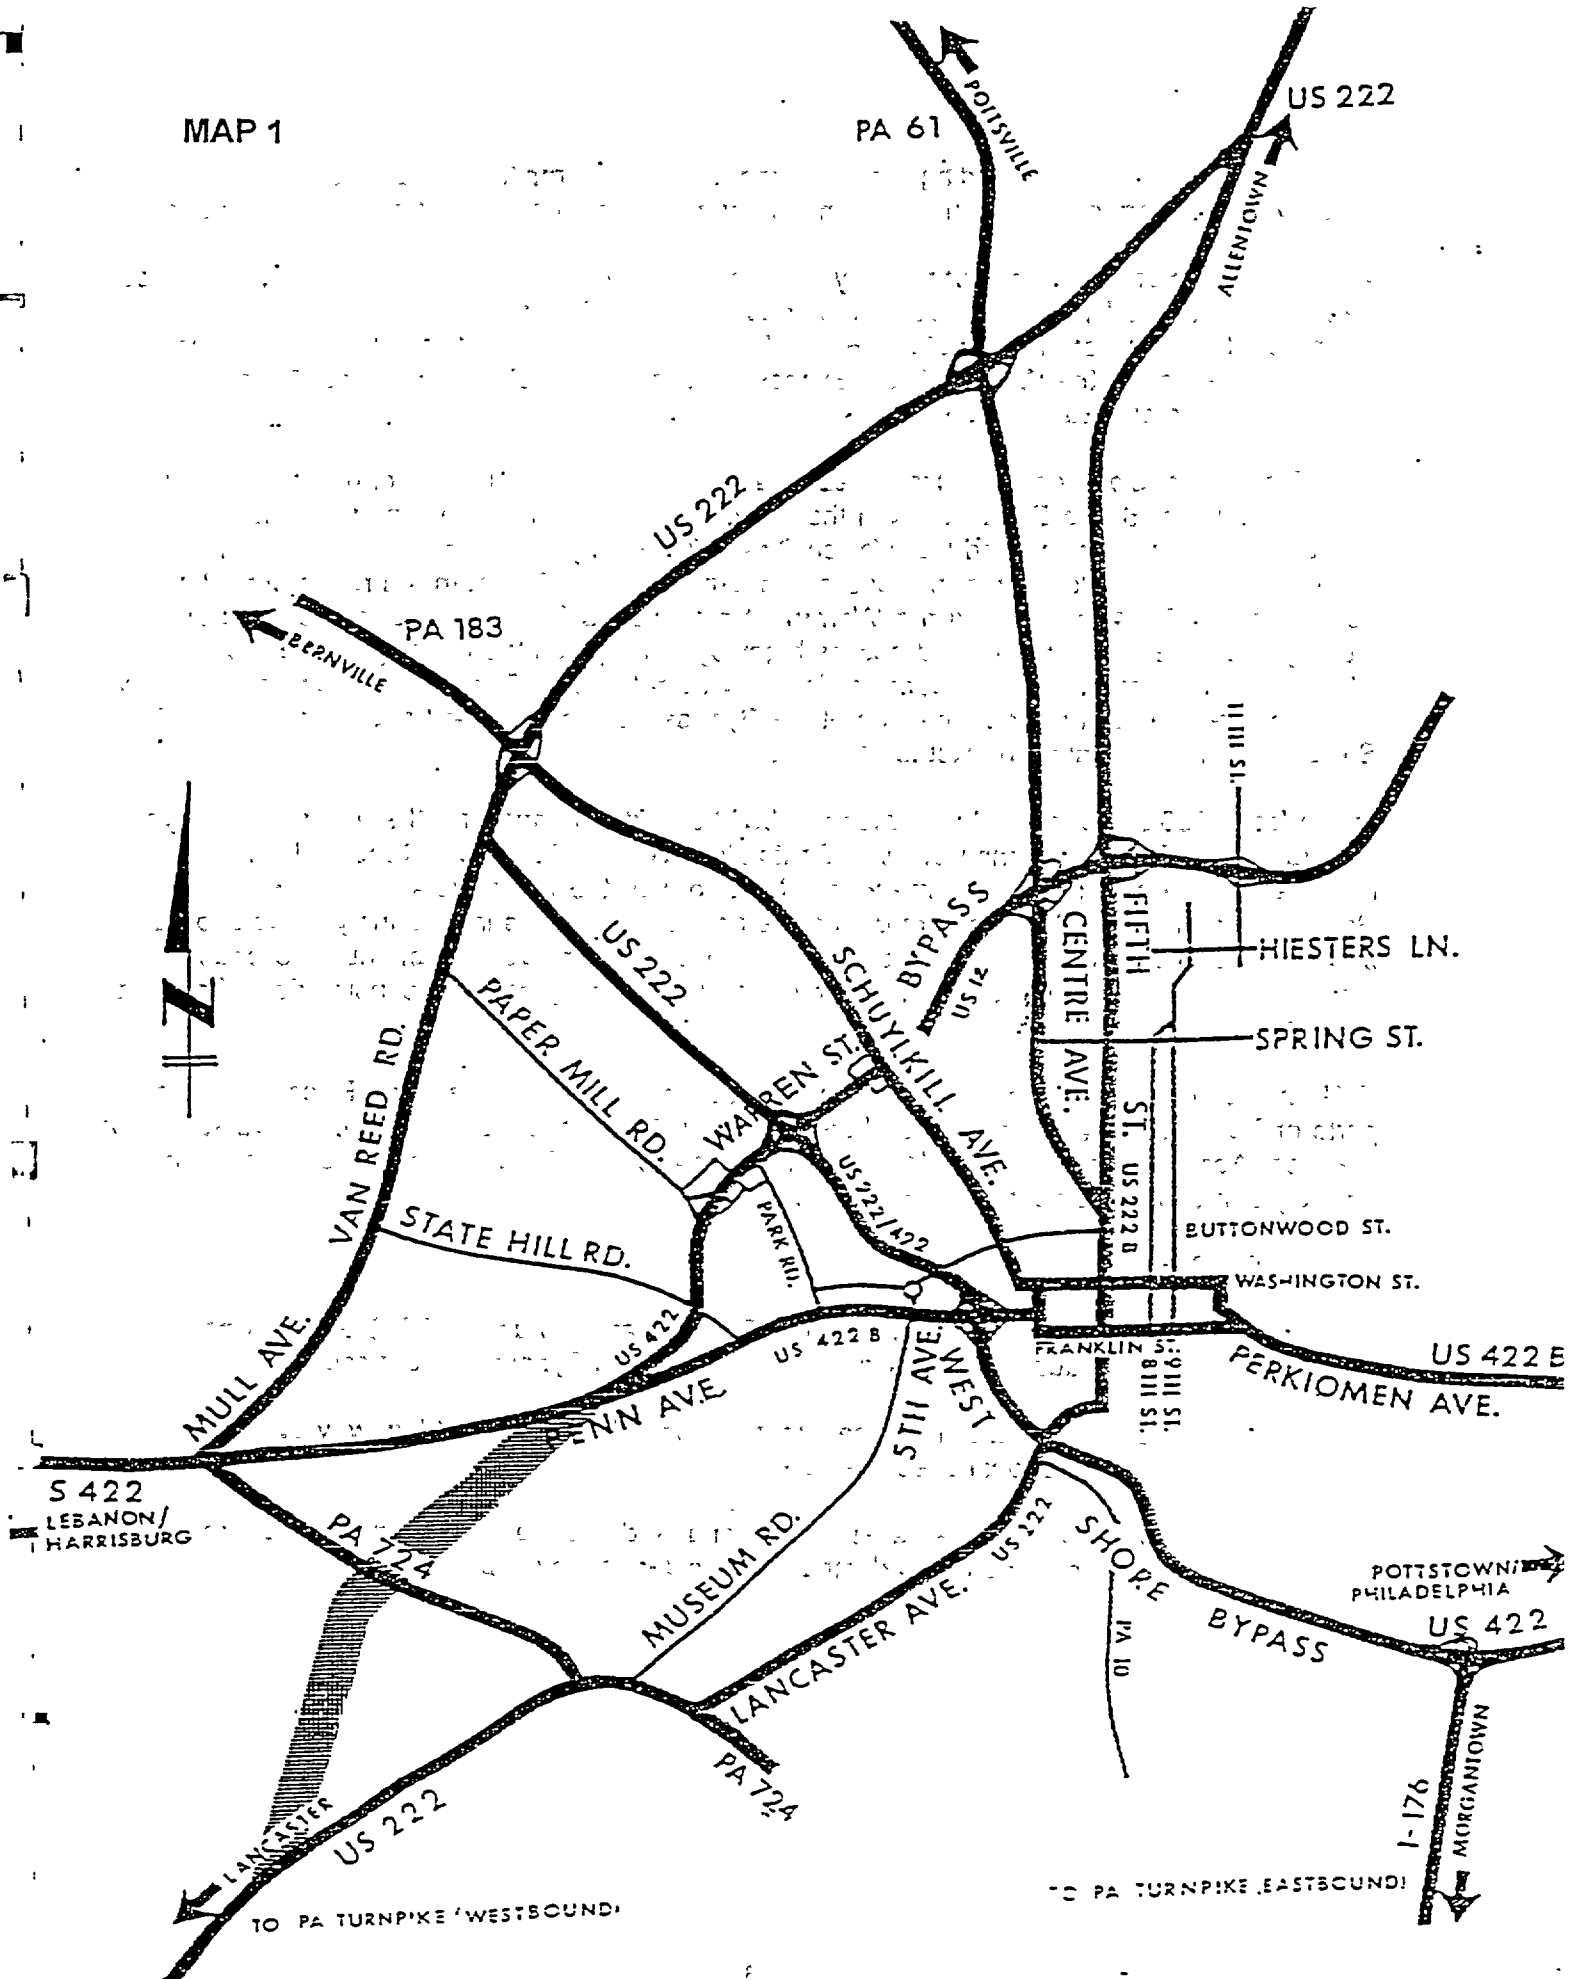 MAP 1
PA 61
POTTSVILLE
US 222
ALLENTOWN
US 222
PA 183
BERNVILLE
11TH ST.
BYPASS
US 12
FIFTH
ST.
CENTRE AVE.
HIESTERS LN.
SPRING ST.
US 222
SCHUYLKILL
AVE.
PAPER MILL RD.
WARREN ST.
VAN REED RD.
STATE HILL RD.
PARK RD.
US 222/422
US 222 B
BUTTONWOOD ST.
WASHINGTON ST.
MULL AVE.
US 422
US 422 B
PENN AVE.
5TH AVE.
WEST
FRANKLIN ST.
8TH ST.
9TH ST.
PERKIOMEN AVE.
US 422 B
S 422
LEBANON/
HARRISBURG
PA 724
MUSEUM RD.
US 222
LANCASTER AVE.
SHORE
BYPASS
PA 10
POTTSTOWN/
PHILADELPHIA
US 422
PA 724
LANCASTER
US 222
TO PA TURNPIKE (WESTBOUND)
I-176
MORGANTOWN
TO PA TURNPIKE (EASTBOUND)
N